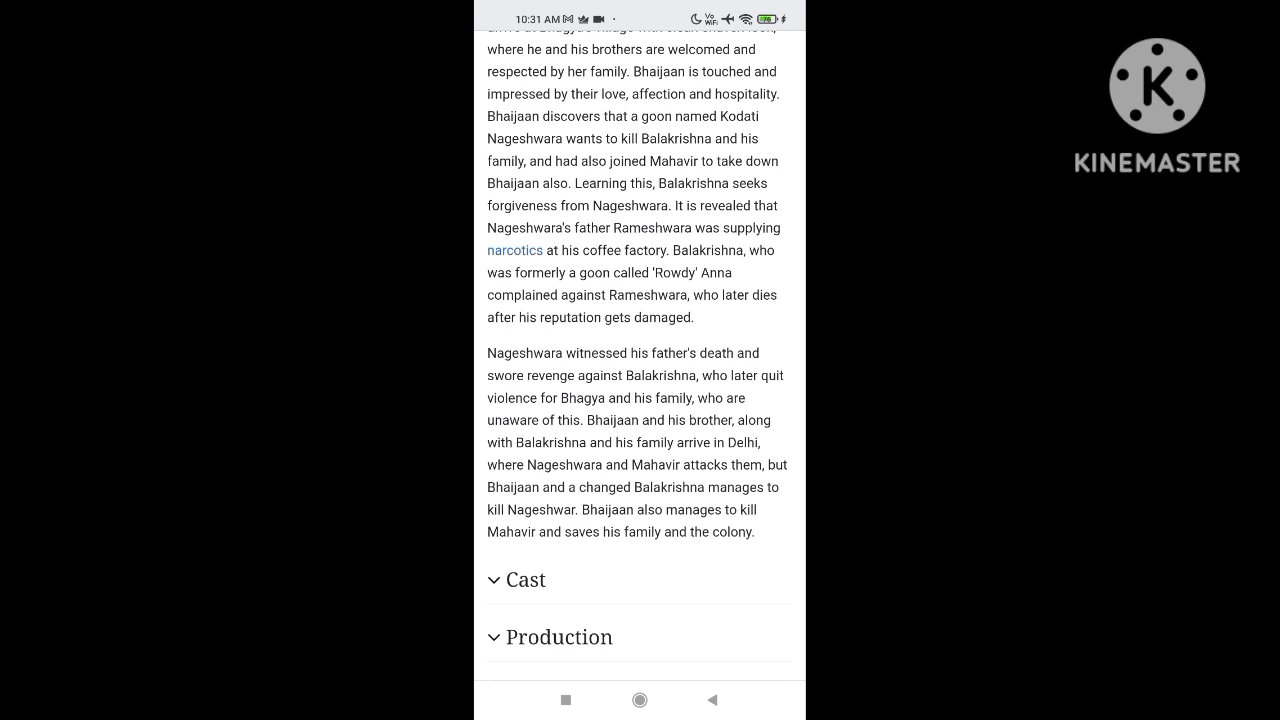 10:31 AM
Vo
WiFi
76
where he and his brothers are welcomed and
respected by her family. Bhaijaan is touched and
impressed by their love, affection and hospitality.
Bhaijaan discovers that a goon named Kodati
Nageshwara wants to kill Balakrishna and his
family, and had also joined Mahavir to take down
Bhaijaan also. Learning this, Balakrishna seeks
forgiveness from Nageshwara. It is revealed that
Nageshwara's father Rameshwara was supplying
narcotics at his coffee factory. Balakrishna, who
was formerly a goon called 'Rowdy' Anna
complained against Rameshwara, who later dies
after his reputation gets damaged.
Nageshwara witnessed his father's death and
swore revenge against Balakrishna, who later quit
violence for Bhagya and his family, who are
unaware of this. Bhaijaan and his brother, along
with Balakrishna and his family arrive in Delhi,
where Nageshwara and Mahavir attacks them, but
Bhaijaan and a changed Balakrishna manages to
kill Nageshwar. Bhaijaan also manages to kill
Mahavir and saves his family and the colony.
Cast
Production
K
KINEMASTER